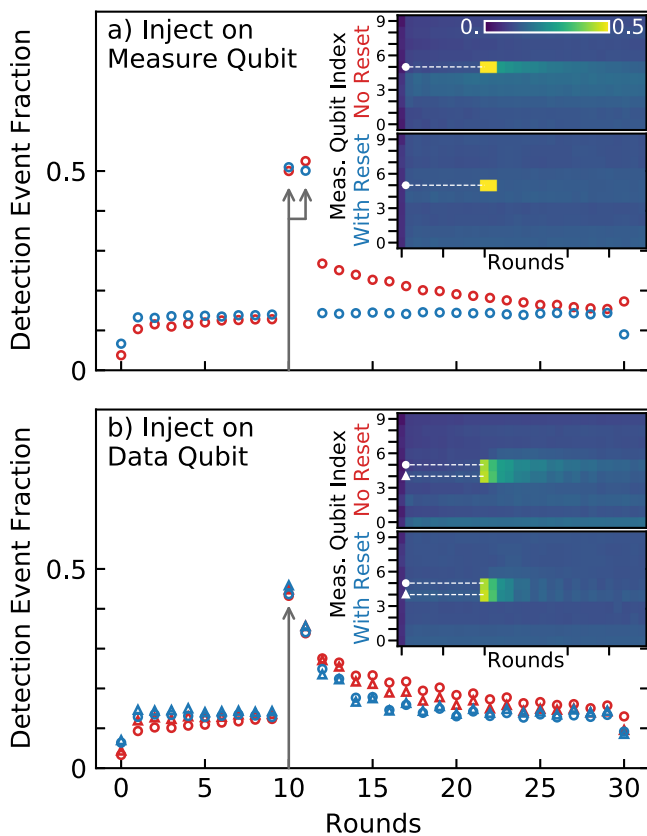 a) Inject on
Measure Qubit
Detection Event Fraction
0.5
0
Meas. Qubit Index
No Reset
With Reset
0.
0.5
9
6
3
0
9
6
3
0
Rounds
b) Inject on
Data Qubit
Detection Event Fraction
0.5
0
Meas. Qubit Index
No Reset
With Reset
9
6
3
0
9
6
3
0
Rounds
0
5
10
15
20
25
30
Rounds